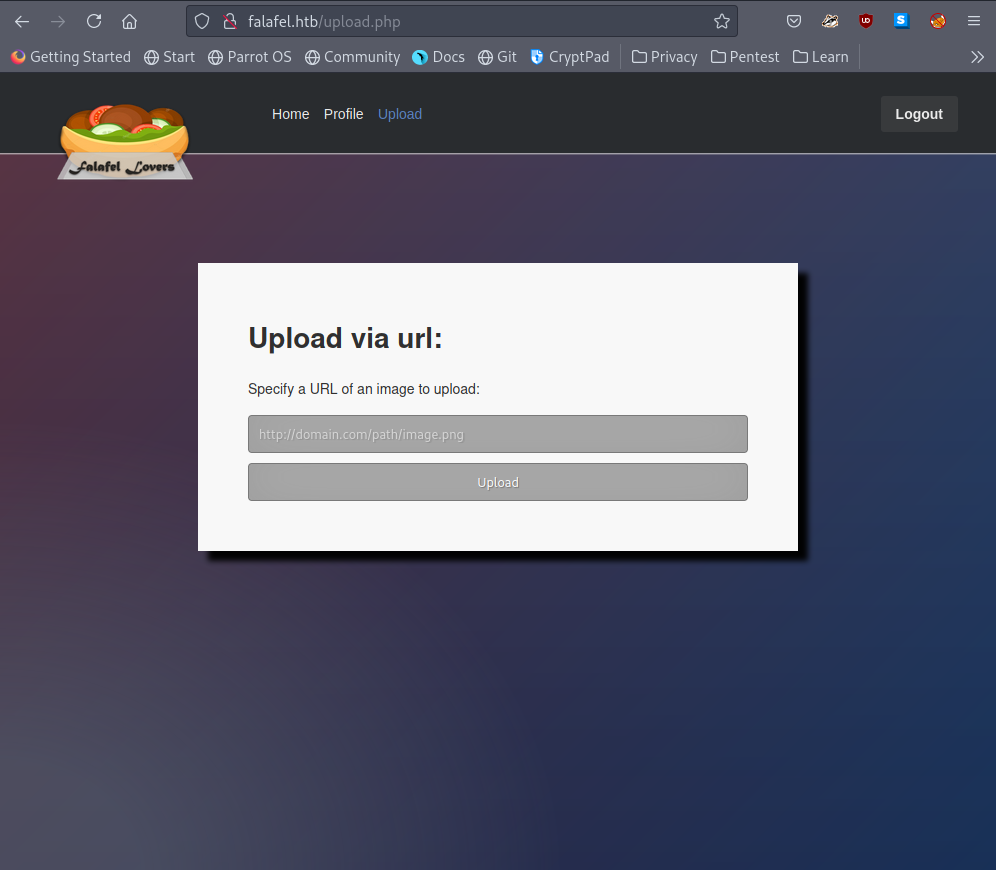 falafel.htb/upload.php
Getting Started Start Parrot OS Community Docs Git CryptPad Privacy Pentest Learn
Home Profile Upload Logout
Falafel Lovers
Upload via url:
Specify a URL of an image to upload:
http://domain.com/path/image.png
Upload